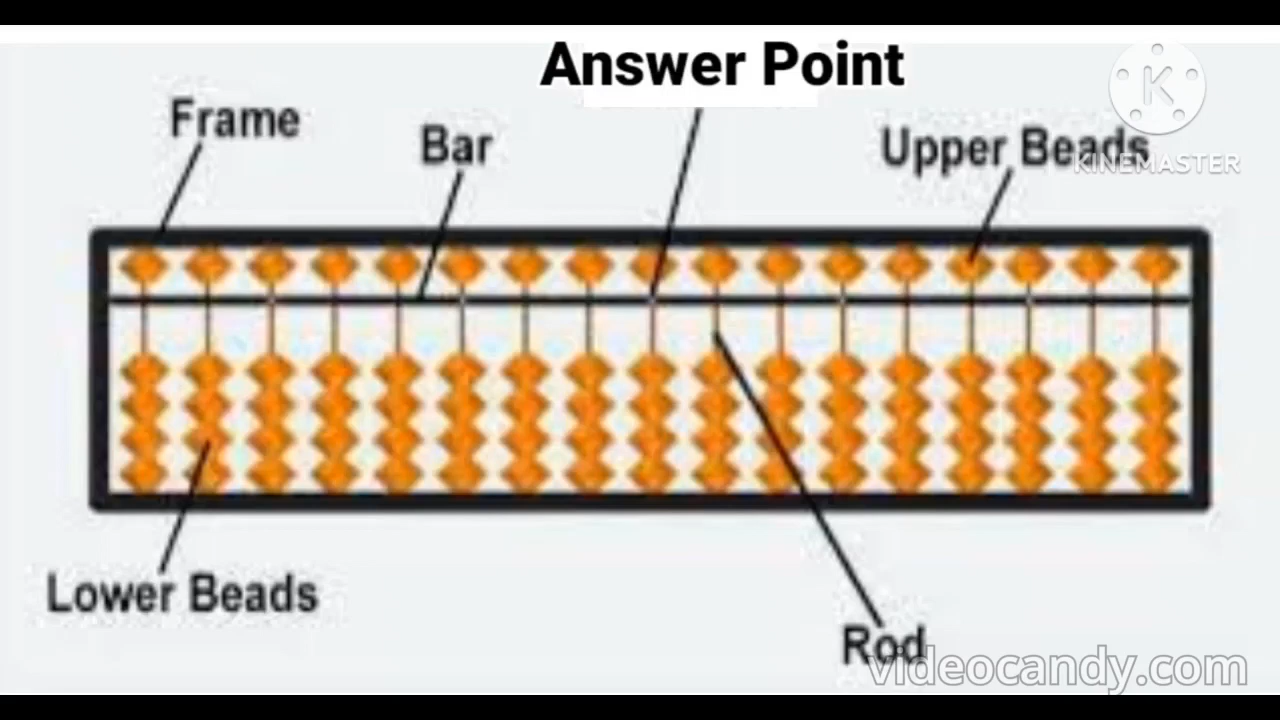 Answer Point
Frame
Bar
Upper Beads
K
KINEMASTER
Lower Beads
Rod
videocandy.com